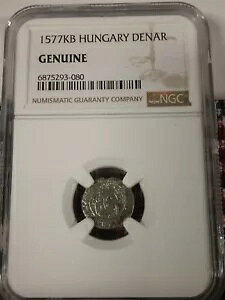 1577KB HUNGARY DENAR
GENUINE
6875293-080
NUMISMATIC GUARANTY COMPANY
NGC